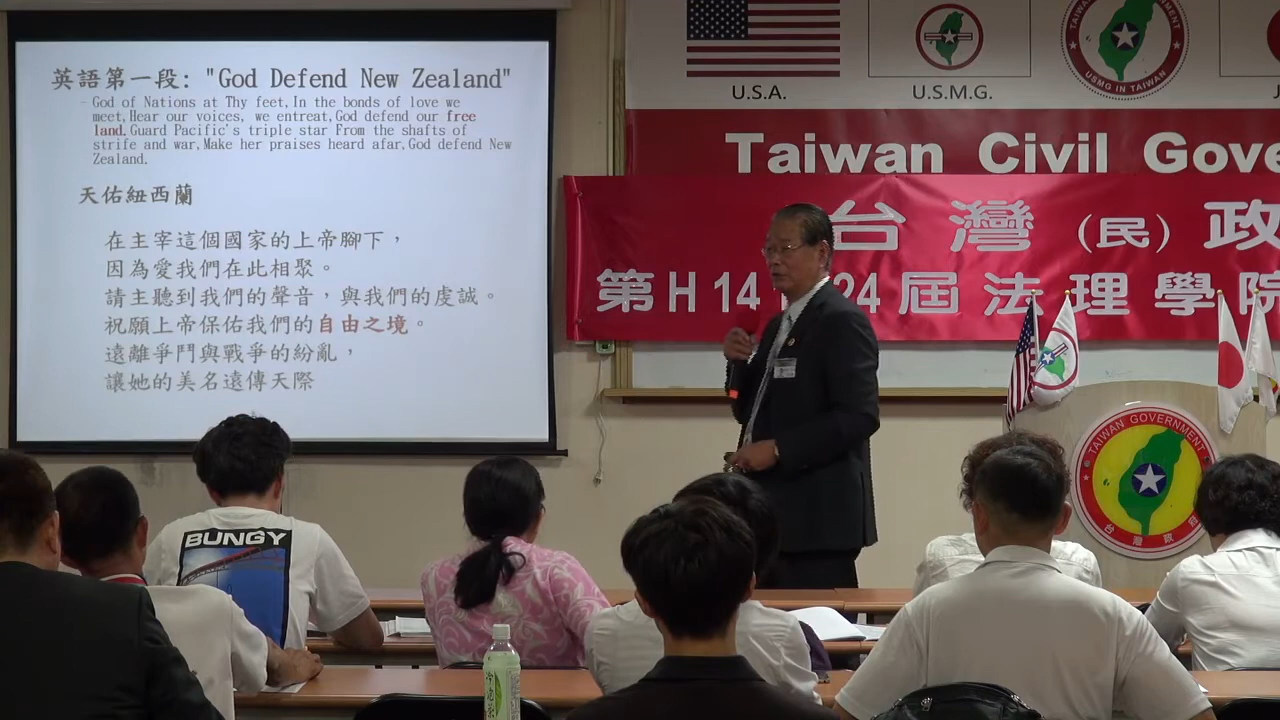 英語第一段: "God Defend New Zealand"
- God of Nations at Thy feet,In the bonds of love we
meet,Hear our voices, we entreat,God defend our free
land.Guard Pacific's triple star From the shafts of
strife and war,Make her praises heard afar,God defend New
Zealand.
天佑紐西蘭
在主宰這個國家的上帝腳下，
因為愛我們在此相聚。
請主聽到我們的聲音，與我們的虔誠。
祝願上帝保佑我們的自由之境。
遠離爭鬥與戰爭的紛亂，
讓她的美名遠傳天際
U.S.A.
U.S.M.G.
TAIWAN GOVERNMENT
USMG IN TAIWAN
Taiwan Civil Gove
台灣(民)政
第H14 24屆法理學院
TAIWAN GOVERNMENT
台灣政
BUNGY